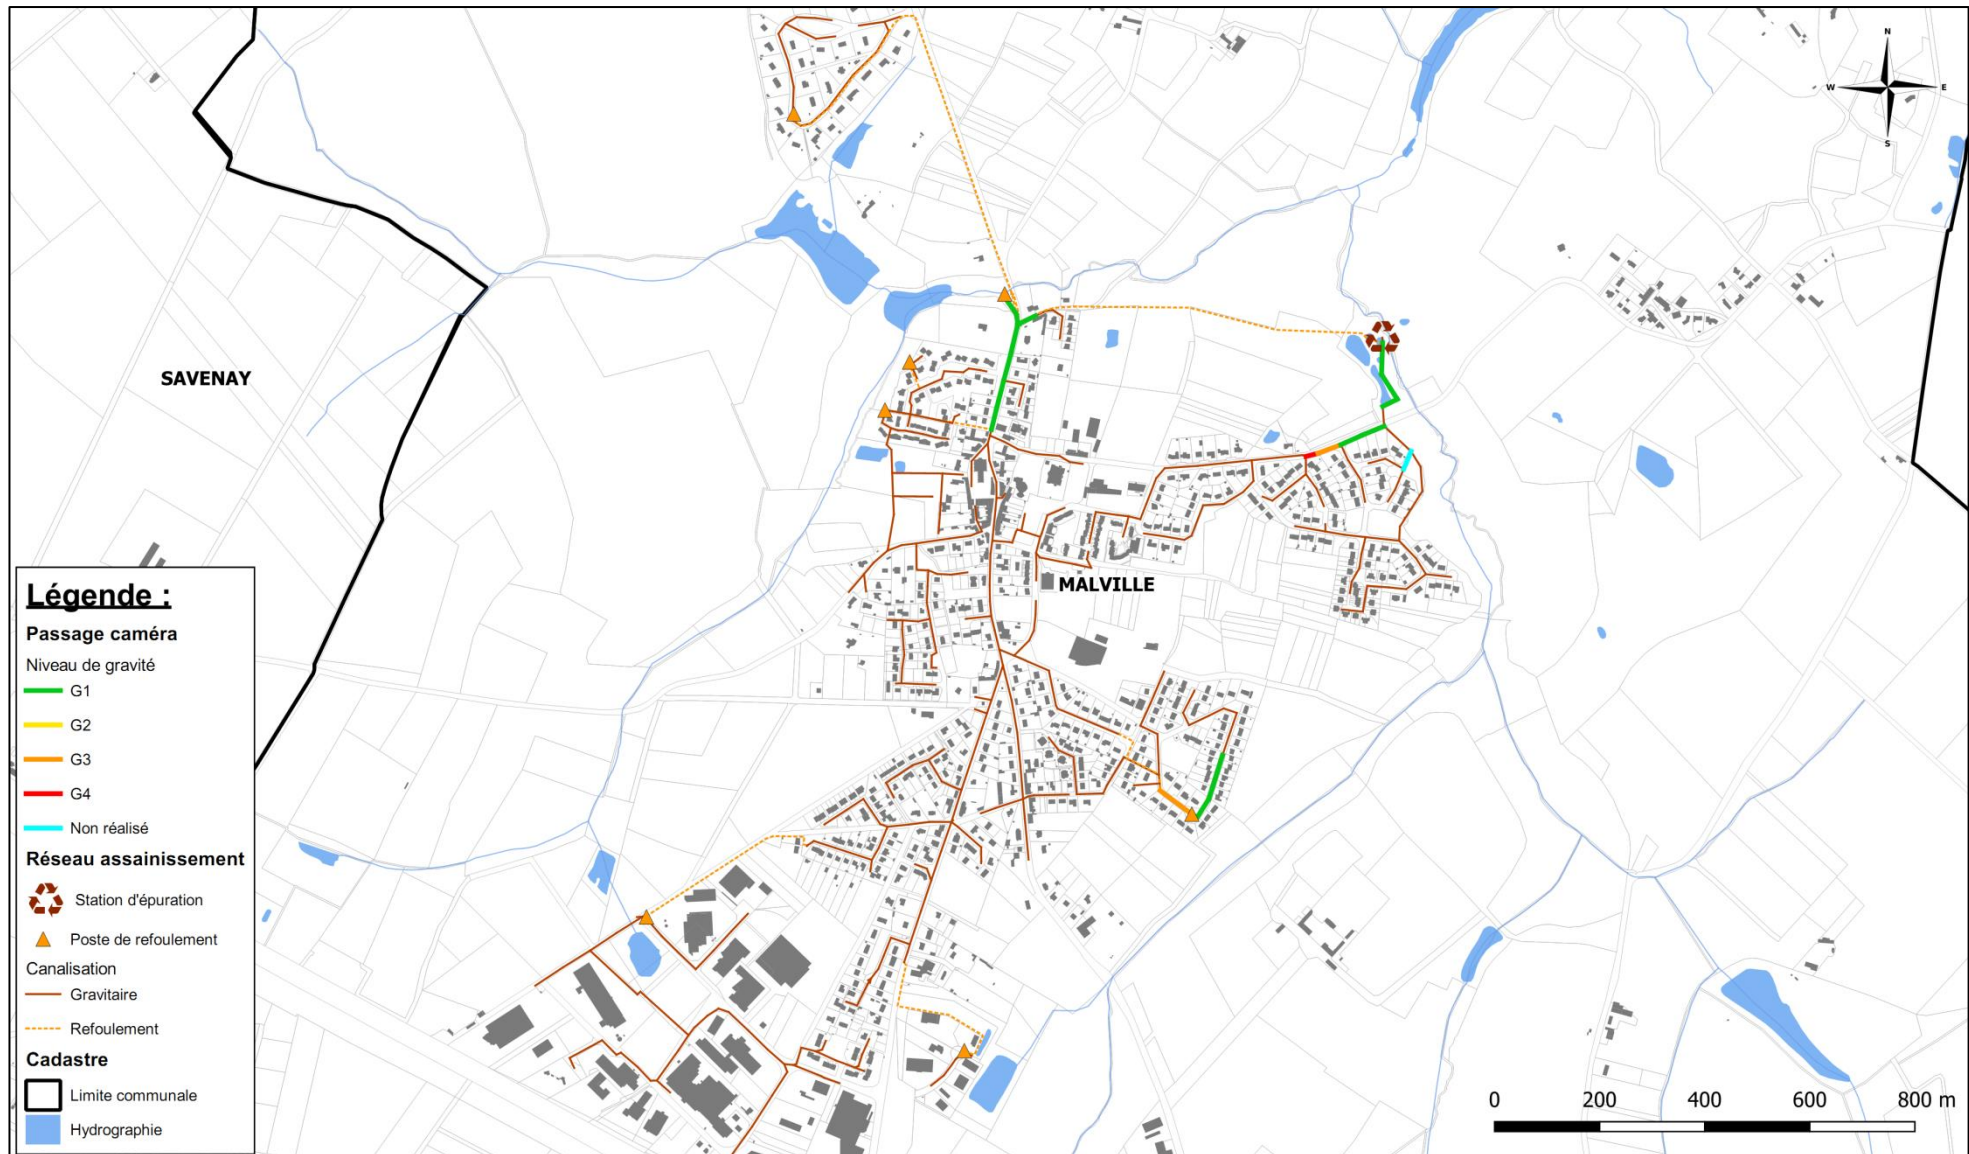 N
W
E
S
SAVENAY
MALVILLE
Légende :
Passage caméra
Niveau de gravité
G1
G2
G3
G4
Non réalisé
Réseau assainissement
Station d'épuration
Poste de refoulement
Canalisation
Gravitaire
Refoulement
Cadastre
Limite communale
Hydrographie
0 200 400 600 800 m